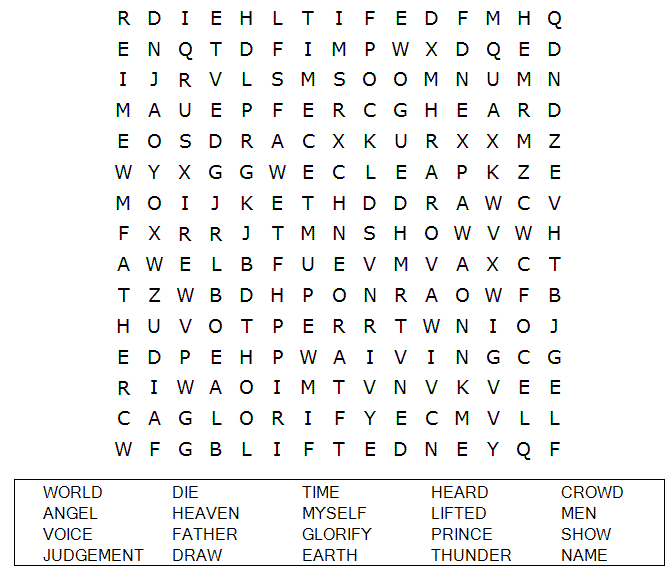 R D I E H L T I F E D F M H Q
E N Q T D F I M P W X D Q E D
I J R V L S M S O O M N U M N
M A U E P F E R C G H E A R D
E O S D R A C X K U R X X M Z
W Y X G G W E C L E A P K Z E
M O I J K E T H D D R A W C V
F X R R J T M N S H O W V W H
A W E L B F U E V M V A X C T
T Z W B D H P O N R A O W F B
H U V O T P E R R T W N I O J
E D P E H P W A I V I N G C G
R I W A O I M T V N V K V E E
C A G L O R I F Y E C M V L L
W F G B L I F T E D N E Y Q F
WORLD DIE TIME HEARD CROWD
ANGEL HEAVEN MYSELF LIFTED MEN
VOICE FATHER GLORIFY PRINCE SHOW
JUDGEMENT DRAW EARTH THUNDER NAME